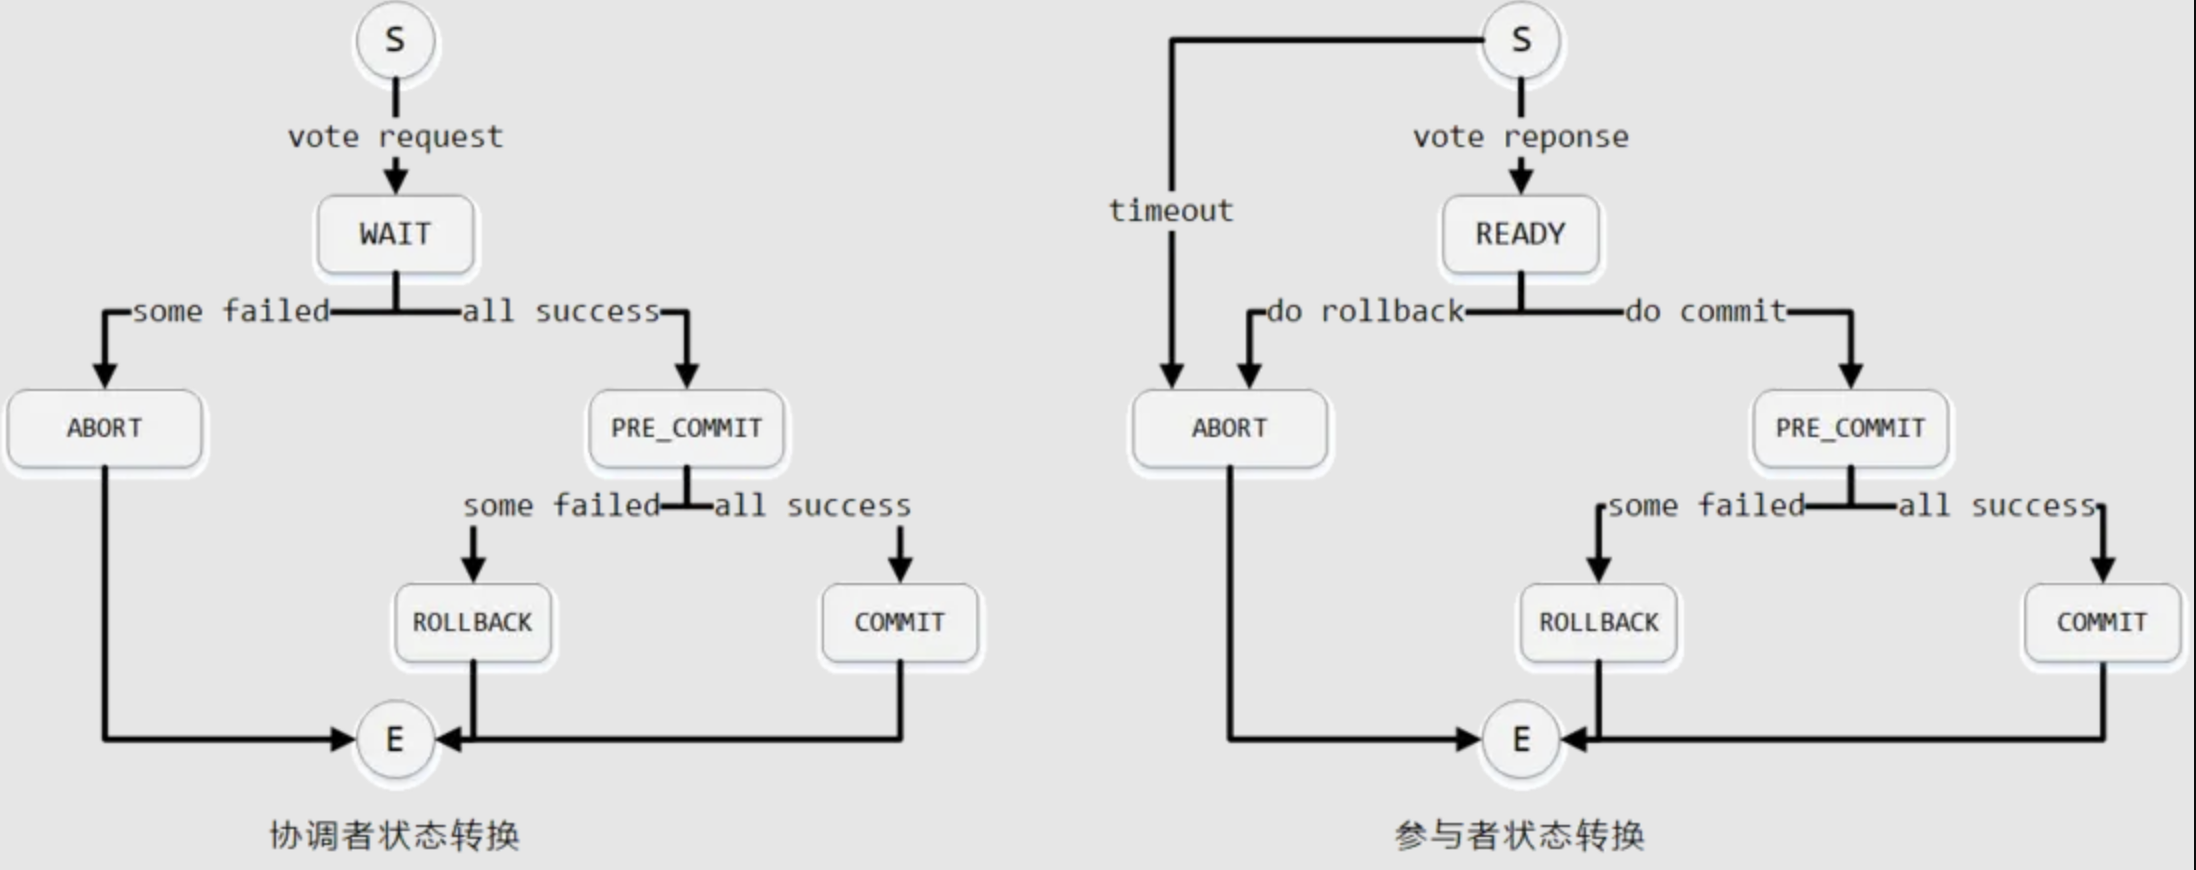 S
vote request
WAIT
some failed
all success
ABORT
PRE_COMMIT
some failed
all success
ROLLBACK
COMMIT
E
协调者状态转换
S
vote reponse
timeout
READY
do rollback
do commit
ABORT
PRE_COMMIT
some failed
all success
ROLLBACK
COMMIT
E
参与者状态转换